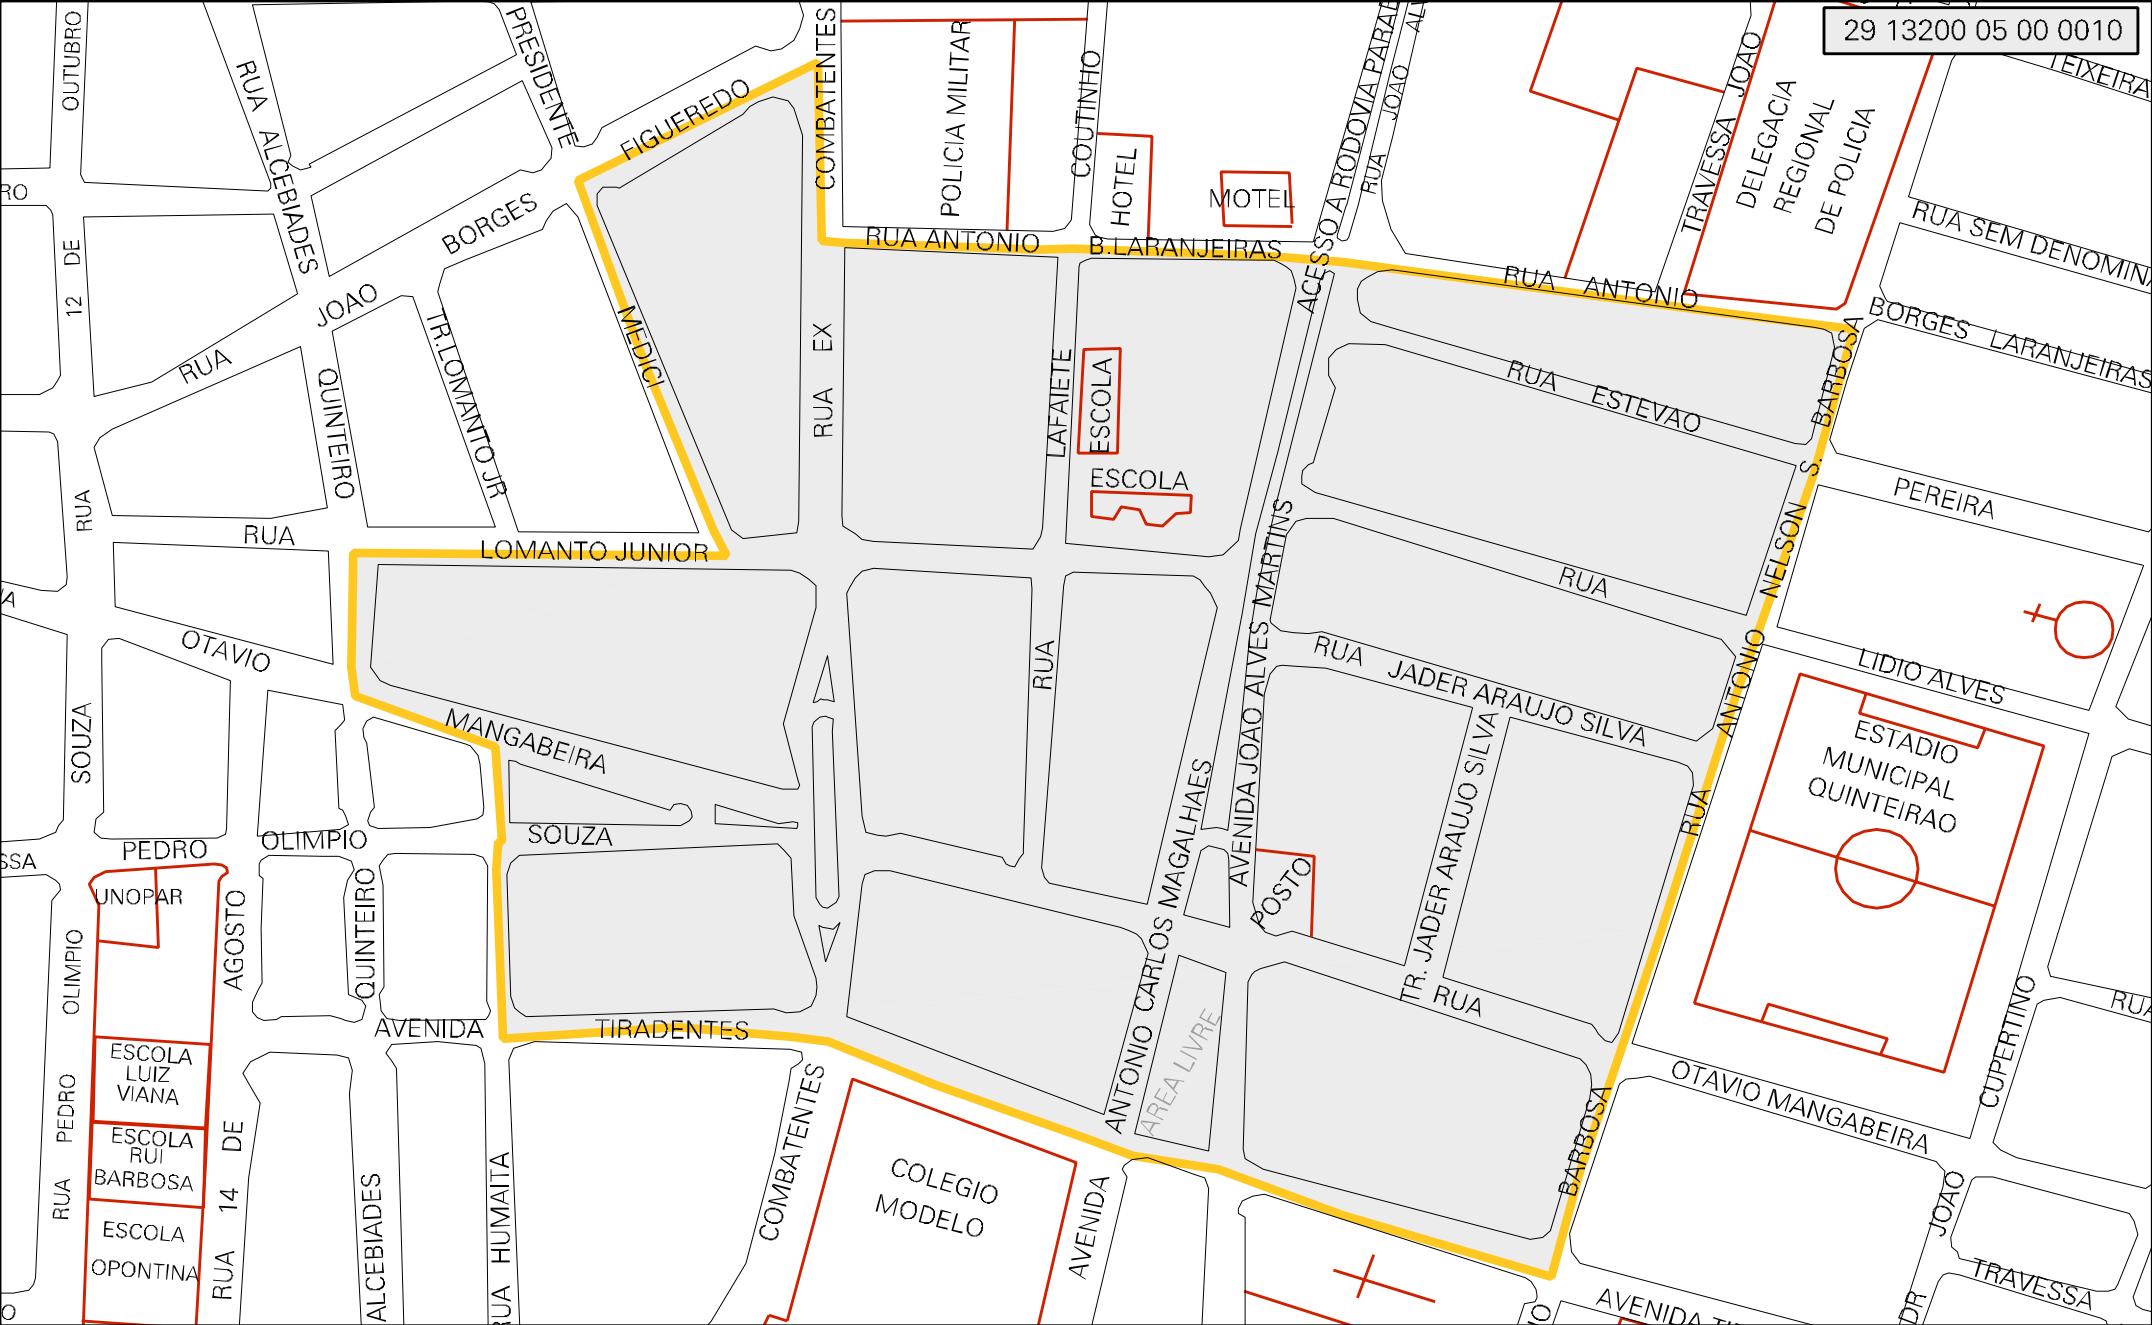 29 13200 05 00 0010
OUTUBRO
RUA ALCEBIADES
PRESIDENTE
FIGUEREDO
COMBATENTES
POLICIA MILITAR
COUTINHO
HOTEL
MOTEL
ACESSO A RODOVIA PARAB
RUA JOAO ALV
TRAVESSA JOAO
DELEGACIA
REGIONAL
DE POLICIA
TEIXEIRA
RUA SEM DENOMIN
RO
12 DE
BORGES
JOAO
RUA
RUA ANTONIO
B.LARANJEIRAS
RUA ANTONIO
BORGES LARANJEIRAS
QUINTEIRO
TR.LOMANTO JR
MEDICI
RUA EX
LAFAIETE
ESCOLA
ESCOLA
RUA ESTEVAO
PEREIRA
RUA
RUA
LOMANTO JUNIOR
RUA
RUA ANTONIO NELSON S. BARBOSA
OTAVIO
MANGABEIRA
RUA
AVENIDA JOAO ALVES MARTINS
RUA JADER ARAUJO SILVA
LIDIO ALVES
ESTADIO
MUNICIPAL
QUINTEIRAO
SOUZA
SOUZA
TR. JADER ARAUJO SILVA
POSTO
PEDRO
OLIMPIO
SSA
UNOPAR
AGOSTO
QUINTEIRO
OLIMPIO
ANTONIO CARLOS MAGALHAES
RUA
RUA
AREA LIVRE
AVENIDA
TIRADENTES
ESCOLA
LUIZ
VIANA
ESCOLA
RUI
BARBOSA
ESCOLA
OPONTINA
RUA PEDRO
RUA 14 DE
ALCEBIADES
RUA HUMAITA
COMBATENTES
COLEGIO
MODELO
AVENIDA
BARBOSA
OTAVIO MANGABEIRA
CUPERTINO
JOAO
DR
TRAVESSA
AVENIDA TI